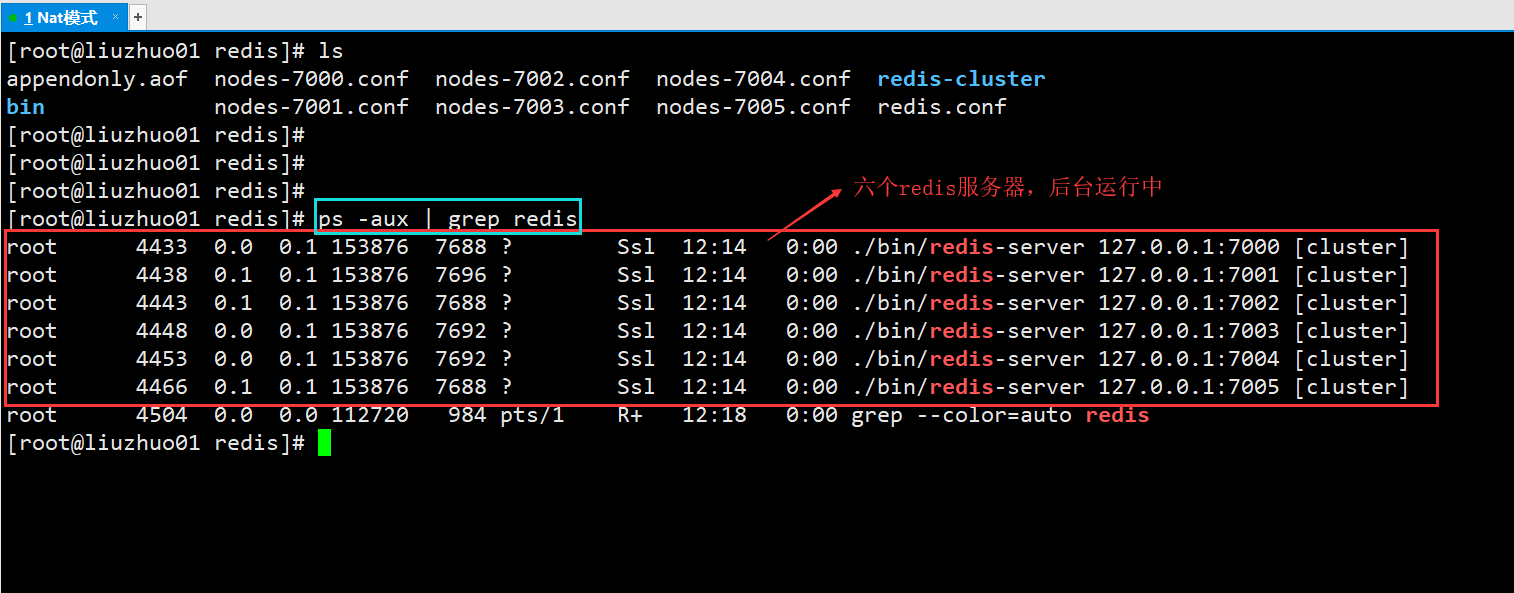 1 Nat模式 × +
[root@liuzhuo01 redis]# ls
appendonly.aof  nodes-7000.conf  nodes-7002.conf  nodes-7004.conf  redis-cluster
bin             nodes-7001.conf  nodes-7003.conf  nodes-7005.conf  redis.conf
[root@liuzhuo01 redis]#
[root@liuzhuo01 redis]#
[root@liuzhuo01 redis]#
六个redis服务器，后台运行中
[root@liuzhuo01 redis]# ps -aux | grep redis
root      4433  0.0  0.1 153876  7688 ?        Ssl  12:14   0:00 ./bin/redis-server 127.0.0.1:7000 [cluster]
root      4438  0.1  0.1 153876  7696 ?        Ssl  12:14   0:00 ./bin/redis-server 127.0.0.1:7001 [cluster]
root      4443  0.1  0.1 153876  7688 ?        Ssl  12:14   0:00 ./bin/redis-server 127.0.0.1:7002 [cluster]
root      4448  0.0  0.1 153876  7692 ?        Ssl  12:14   0:00 ./bin/redis-server 127.0.0.1:7003 [cluster]
root      4453  0.0  0.1 153876  7692 ?        Ssl  12:14   0:00 ./bin/redis-server 127.0.0.1:7004 [cluster]
root      4466  0.1  0.1 153876  7688 ?        Ssl  12:14   0:00 ./bin/redis-server 127.0.0.1:7005 [cluster]
root      4504  0.0  0.0 112720   984 pts/1    R+   12:18   0:00 grep --color=auto redis
[root@liuzhuo01 redis]#